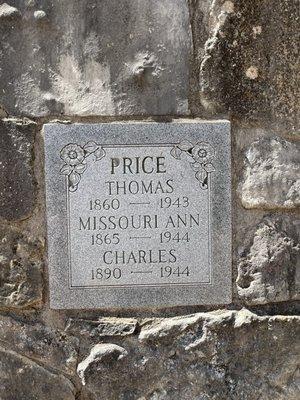 PRICE
THOMAS
1860 — 1943
MISSOURI ANN
1865 — 1944
CHARLES
1890 — 1944